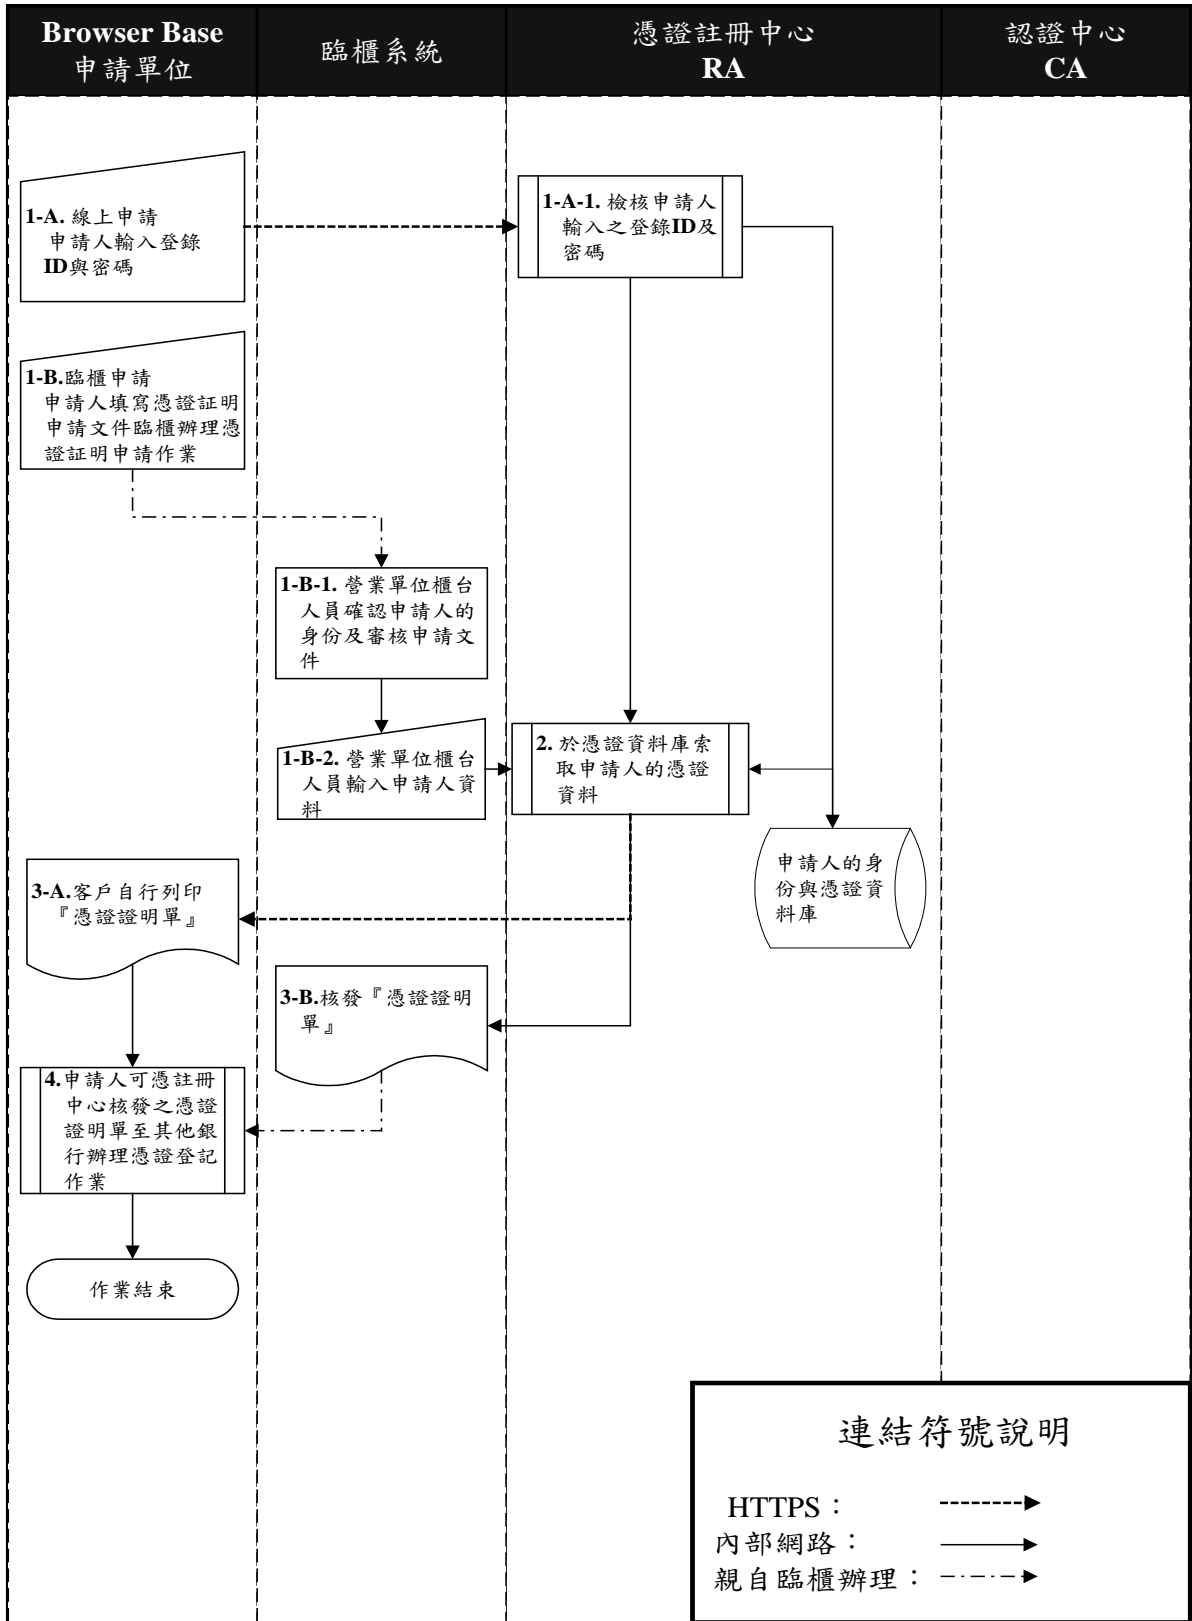 Browser Base
申請單位
臨櫃系統
憑證註冊中心
RA
認證中心
CA
1-A. 線上申請
申請人輸入登錄
ID與密碼
1-A-1. 檢核申請人
輸入之登錄ID及
密碼
1-B.臨櫃申請
申請人填寫憑證証明
申請文件臨櫃辦理憑
證証明申請作業
1-B-1. 營業單位櫃台
人員確認申請人的
身份及審核申請文
件
1-B-2. 營業單位櫃台
人員輸入申請人資
料
2. 於憑證資料庫索
取申請人的憑證
資料
申請人的身
份與憑證資
料庫
3-A.客戶自行列印
『憑證證明單』
3-B.核發『憑證證明
單』
4.申請人可憑註冊
中心核發之憑證
證明單至其他銀
行辦理憑證登記
作業
作業結束
連結符號說明
HTTPS：
內部網路：
親自臨櫃辦理：